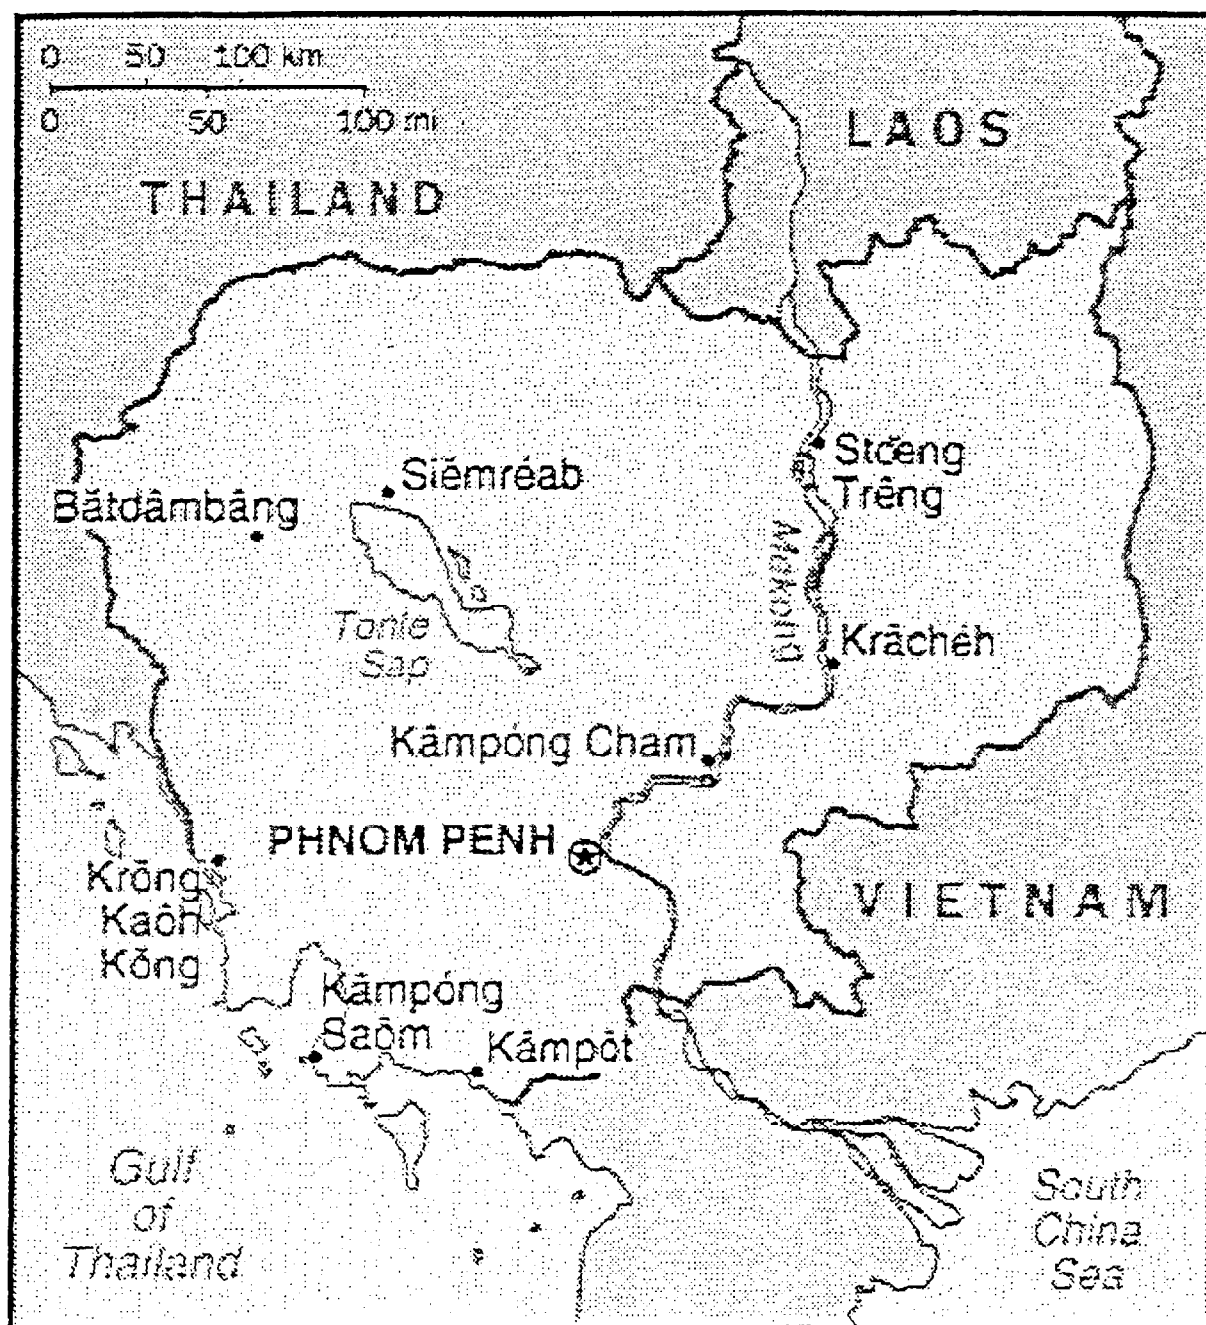 0 50 100 km
0 50 100 mi
LAOS
THAILAND
Stœng
Trêng
Siĕmréab
Bătdâmbâng
Mekong
Tonle
Sap
Krâchéh
Kâmpóng Cham
PHNOM PENH
Krŏng
Kaôh
Kŏng
VIETNAM
Kâmpóng
Saôm
Kâmpôt
Gulf
of
Thailand
South
China
Sea